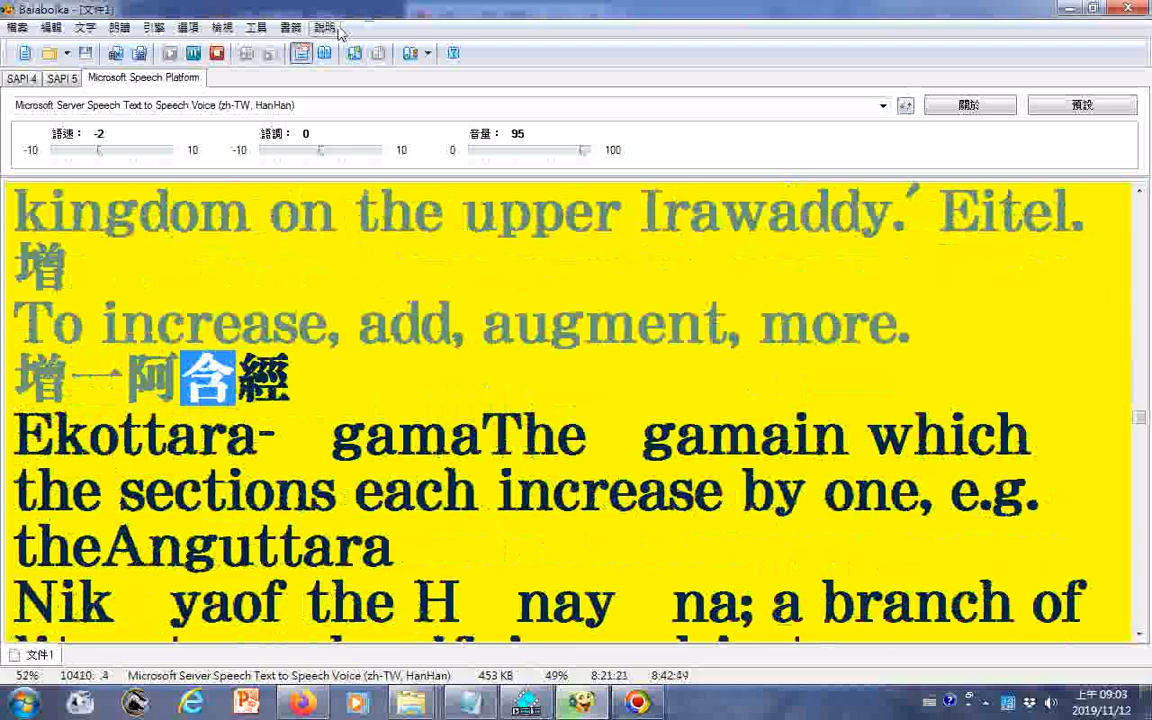 Balabolka - [文件1]
檔案 編輯 文字 朗讀 引擎 選項 檢視 工具 書籤 說明
SAPI 4 SAPI 5 Microsoft Speech Platform
Microsoft Server Speech Text to Speech Voice (zh-TW, HanHan) 關於 預設
語速： -2 語調： 0 音量： 95
-10 10 -10 10 0 100
kingdom on the upper Irawaddy.′ Eitel.
增
To increase, add, augment, more.
增一阿含經
Ekottara- gamaThe gamain which
the sections each increase by one, e.g.
theAnguttara
Nik yaof the H nay na; a branch of
文件1
52% 49% 453 KB Microsoft Server Speech Text to Speech Voice (zh-TW, HanHan) 8:21:21
上午 09:03
2019/11/12